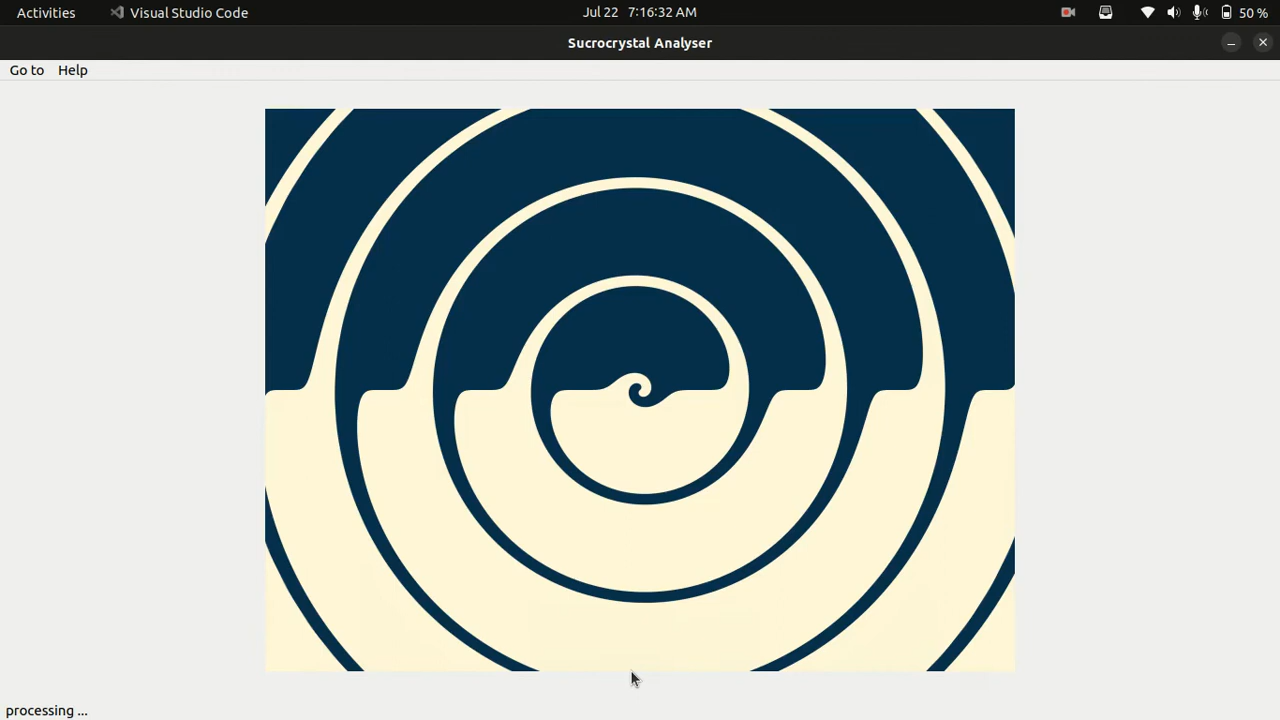 Activities Visual Studio Code Jul 22 7:16:32 AM 50 %
Sucrocrystal Analyser
Go to Help
processing ...